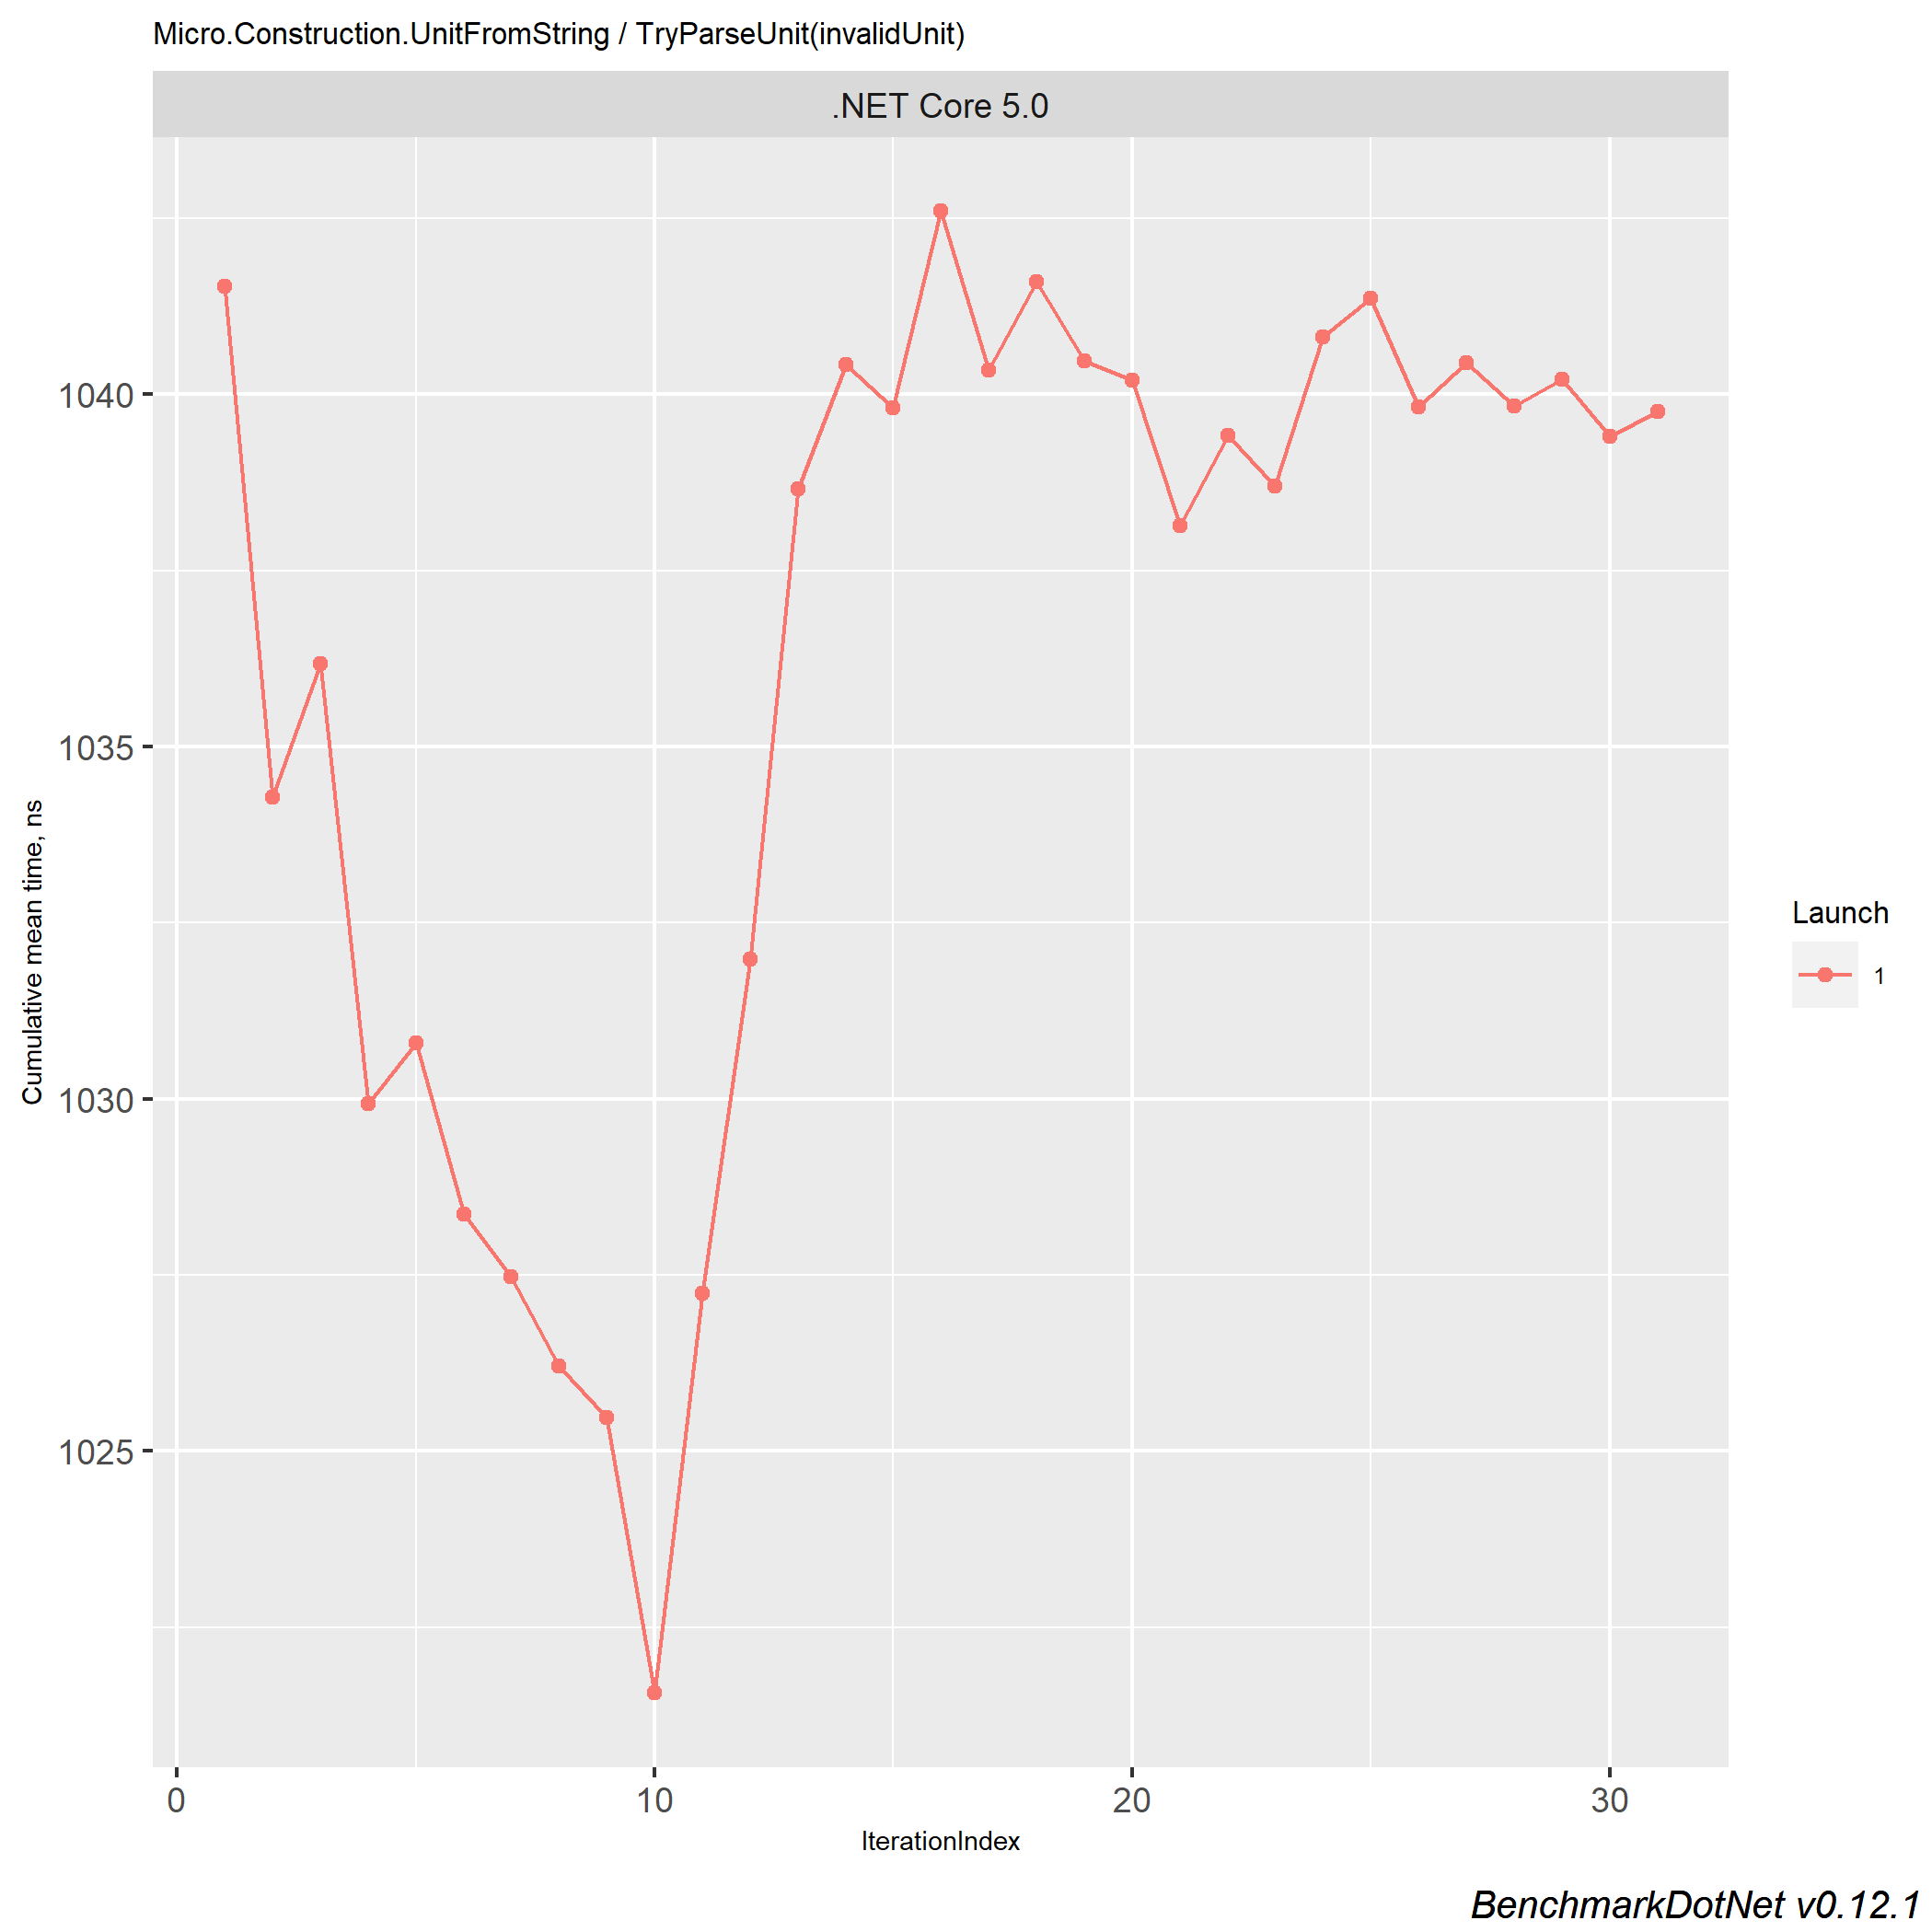 Micro.Construction.UnitFromString / TryParseUnit(invalidUnit)
.NET Core 5.0
1040
1035
1030
1025
Cumulative mean time, ns
0 10 20 30
IterationIndex
Launch
1
BenchmarkDotNet v0.12.1